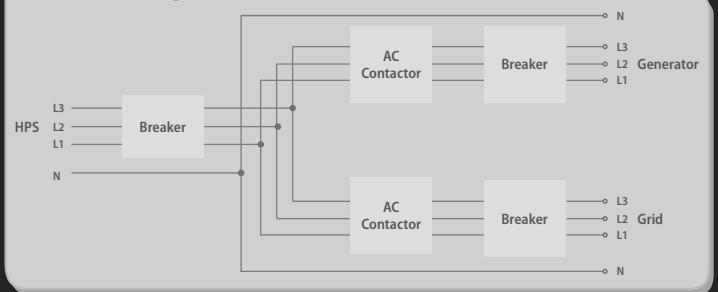 N
L3
AC
Contactor
Breaker
L2 Generator
L1
L3
HPS L2
Breaker
L1
N
L3
AC
Contactor
Breaker
L2 Grid
L1
N